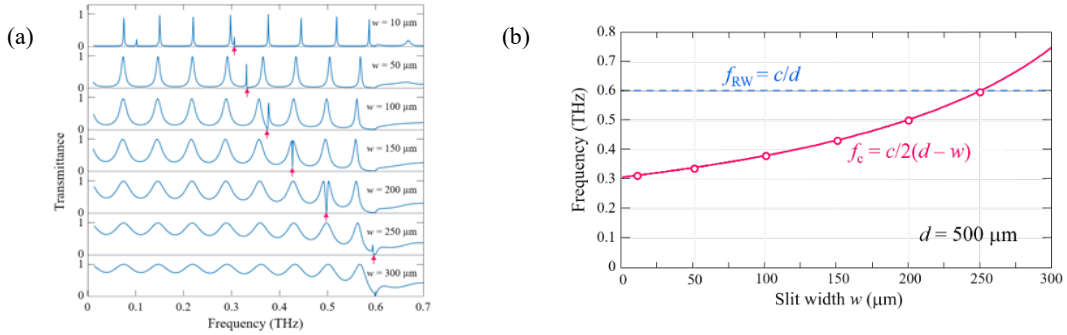 (a)
Transmittance
1
0
w = 10 μm
1
0
w = 50 μm
1
0
w = 100 μm
1
0
w = 150 μm
1
0
w = 200 μm
1
0
w = 250 μm
1
0
w = 300 μm
0 0.1 0.2 0.3 0.4 0.5 0.6 0.7
Frequency (THz)
(b)
Frequency (THz)
0.8
0.7
0.6
0.5
0.4
0.3
0.2
0.1
0
f_RW = c/d
f_c = c/2(d – w)
d = 500 μm
0 50 100 150 200 250 300
Slit width w (μm)